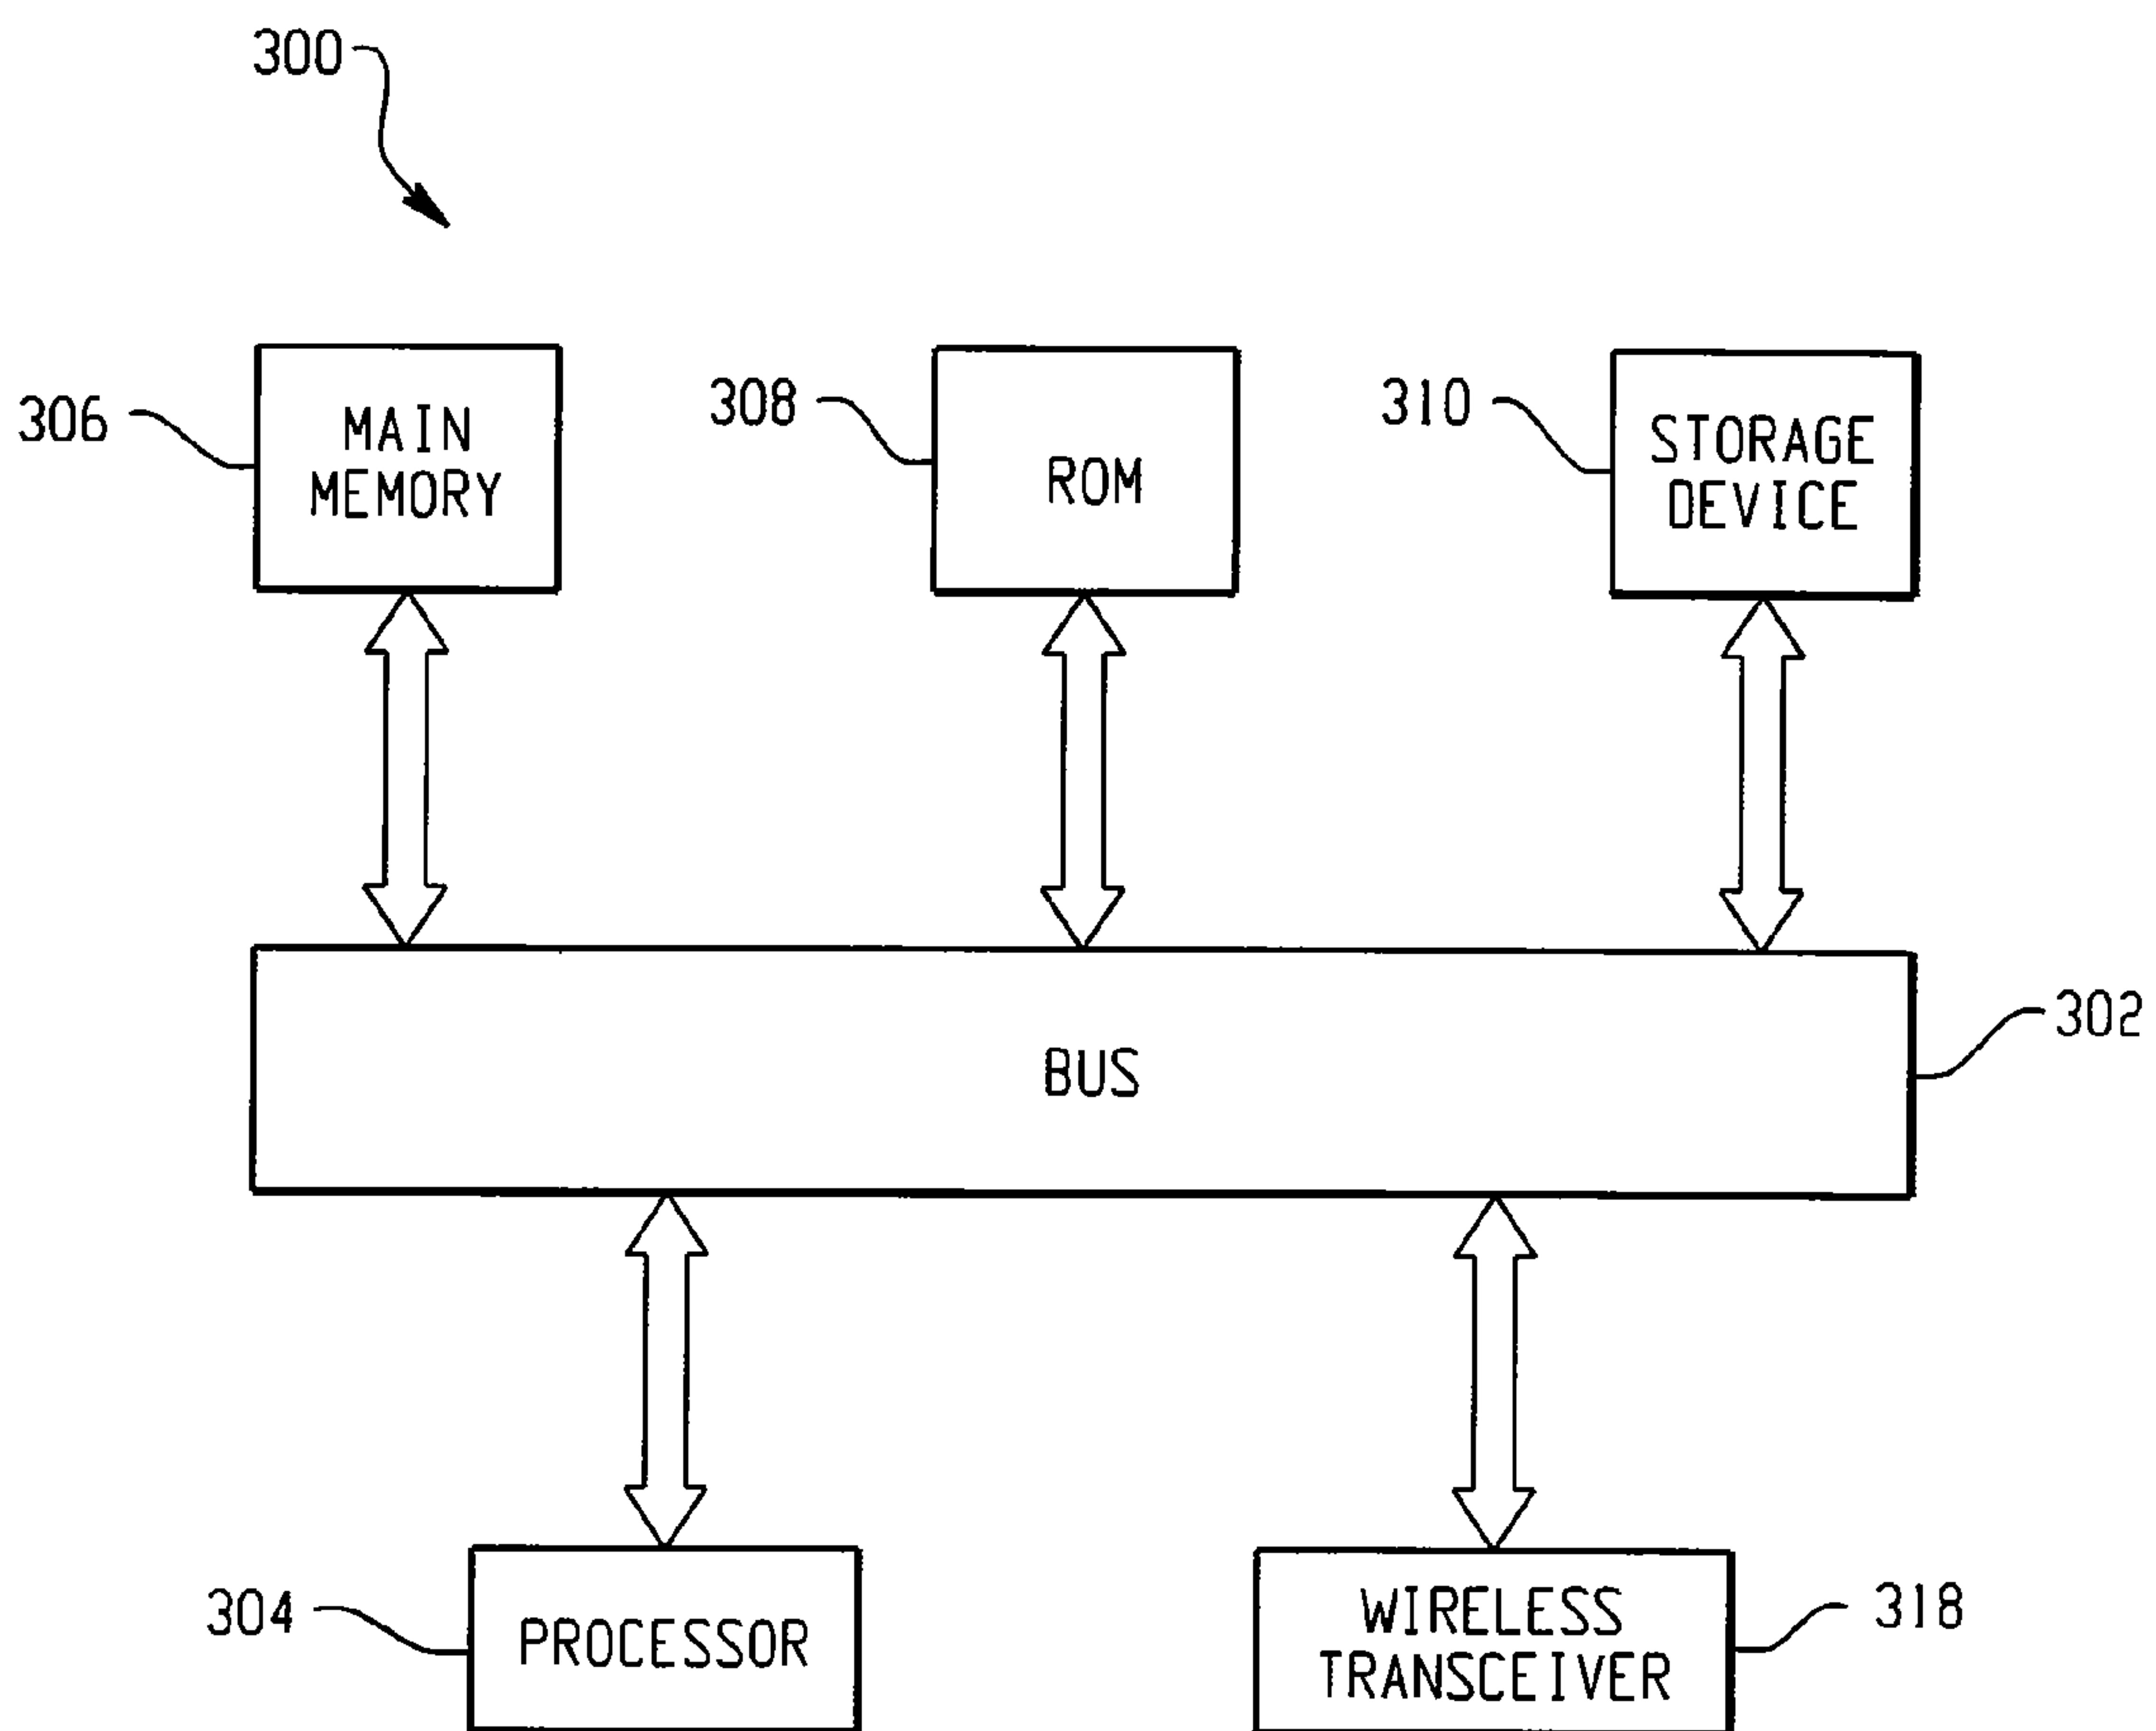 300
306
MAIN
MEMORY
308
ROM
310
STORAGE
DEVICE
BUS
302
304
PROCESSOR
WIRELESS
TRANSCEIVER
318